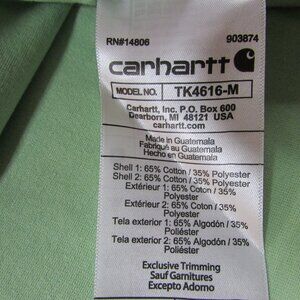 RN#14806 903874
carhartt
MODEL NO. TK4616-M
Carhartt, Inc. P.O. Box 600
Dearborn, MI 48121 USA
carhartt.com
Made in Guatemala
Fabriqué au Guatemala
Hecho en Guatemala
Shell 1: 65% Cotton / 35% Polyester
Shell 2: 65% Cotton / 35% Polyester
Extérieur 1: 65% Coton / 35%
Polyester
Extérieur 2: 65% Coton / 35%
Polyester
Tela exterior 1: 65% Algodón / 35%
Poliéster
Tela exterior 2: 65% Algodón / 35%
Poliéster
Exclusive Trimming
Sauf Garnitures
Excepto Adorno